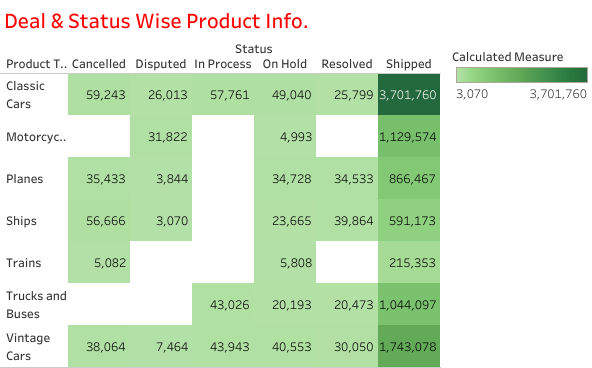 Deal & Status Wise Product Info.
Status
Product T.. Cancelled Disputed In Process On Hold Resolved Shipped
Classic Cars 59,243 26,013 57,761 49,040 25,799 3,701,760
Motorcyc.. 31,822 4,993 1,129,574
Planes 35,433 3,844 34,728 34,533 866,467
Ships 56,666 3,070 23,665 39,864 591,173
Trains 5,082 5,808 215,353
Trucks and Buses 43,026 20,193 20,473 1,044,097
Vintage Cars 38,064 7,464 43,943 40,553 30,050 1,743,078
Calculated Measure
3,070 3,701,760